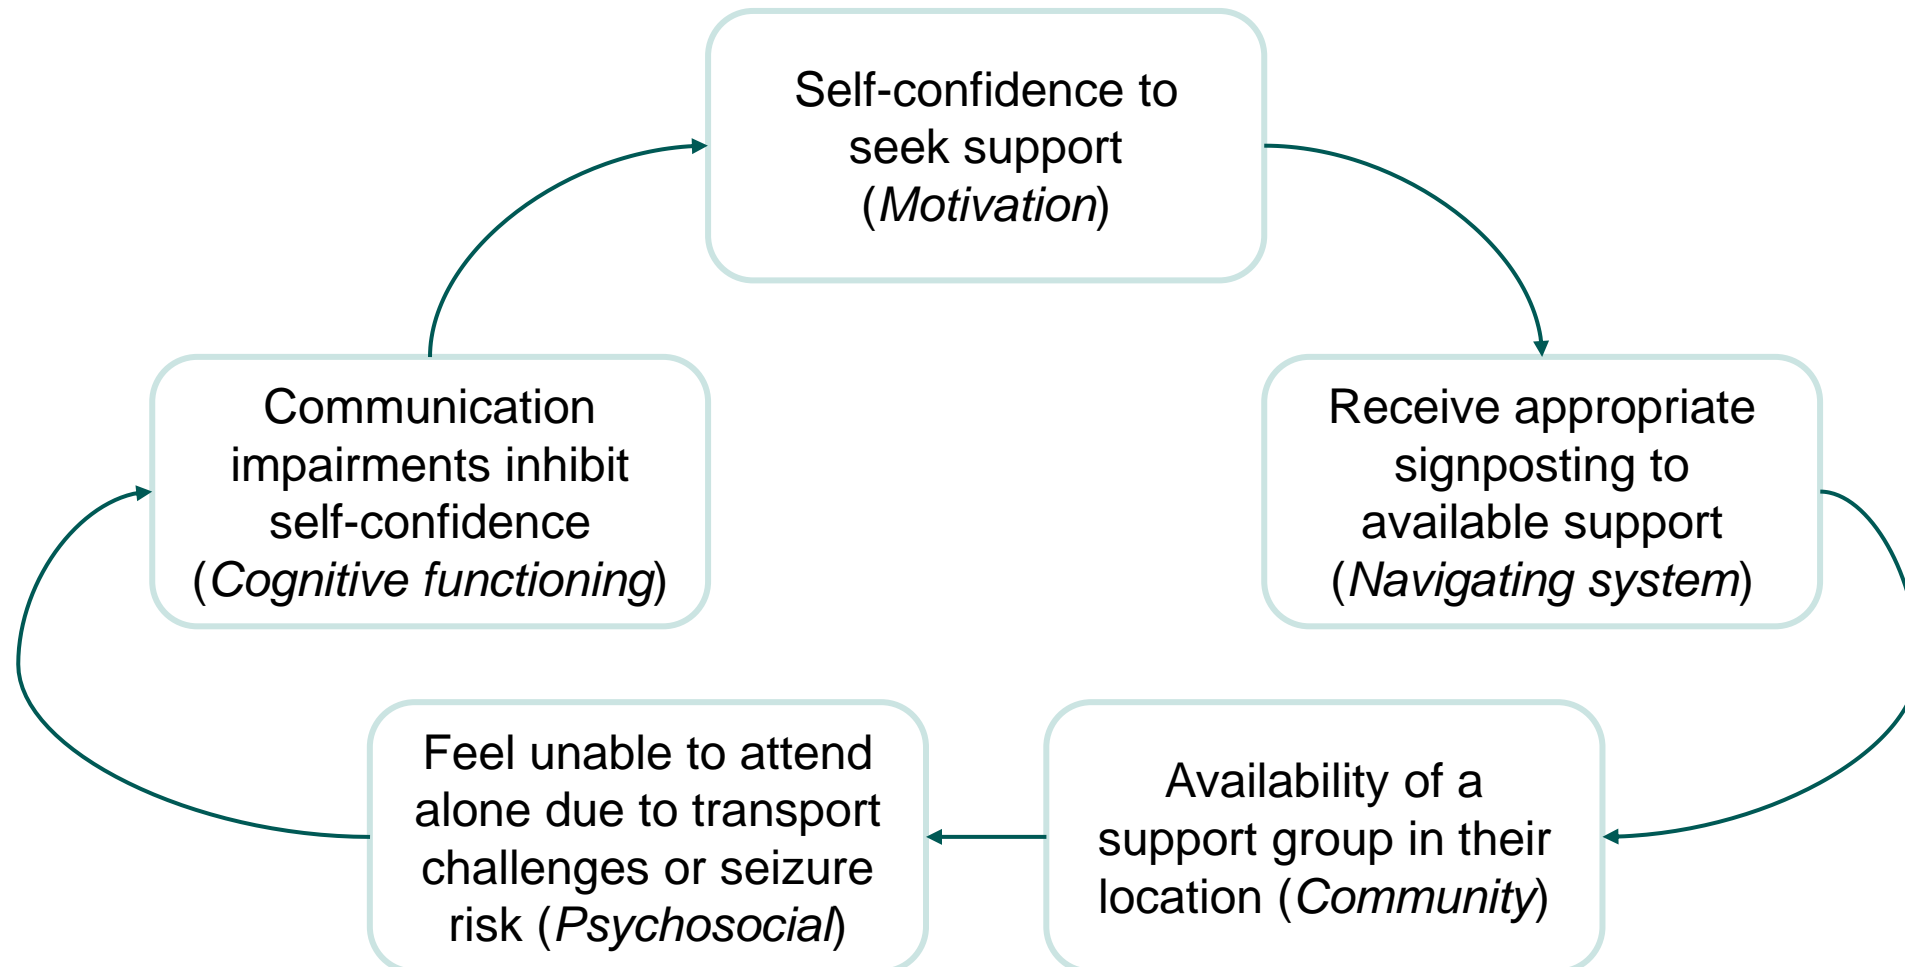 Self-confidence to
seek support
(Motivation)
Communication
impairments inhibit
self-confidence
(Cognitive functioning)
Receive appropriate
signposting to
available support
(Navigating system)
Feel unable to attend
alone due to transport
challenges or seizure
risk (Psychosocial)
Availability of a
support group in their
location (Community)